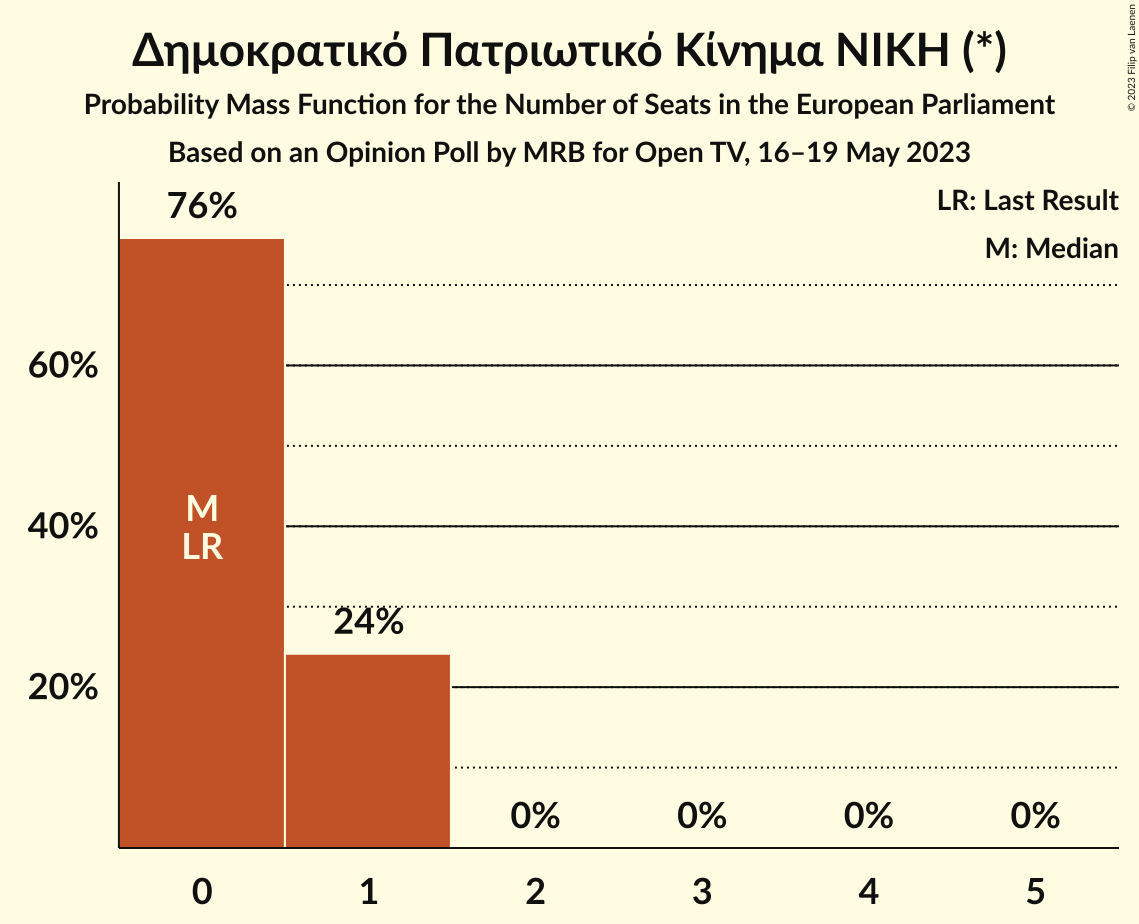 Δημοκρατικό Πατριωτικό Κίνημα ΝΙΚΗ (*)
Probability Mass Function for the Number of Seats in the European Parliament
Based on an Opinion Poll by MRB for Open TV, 16–19 May 2023
© 2023 Filip van Laenen
LR: Last Result
M: Median
76%
60%
M
40%
LR
24%
20%
0% 0% 0% 0%
0 1 2 3 4 5